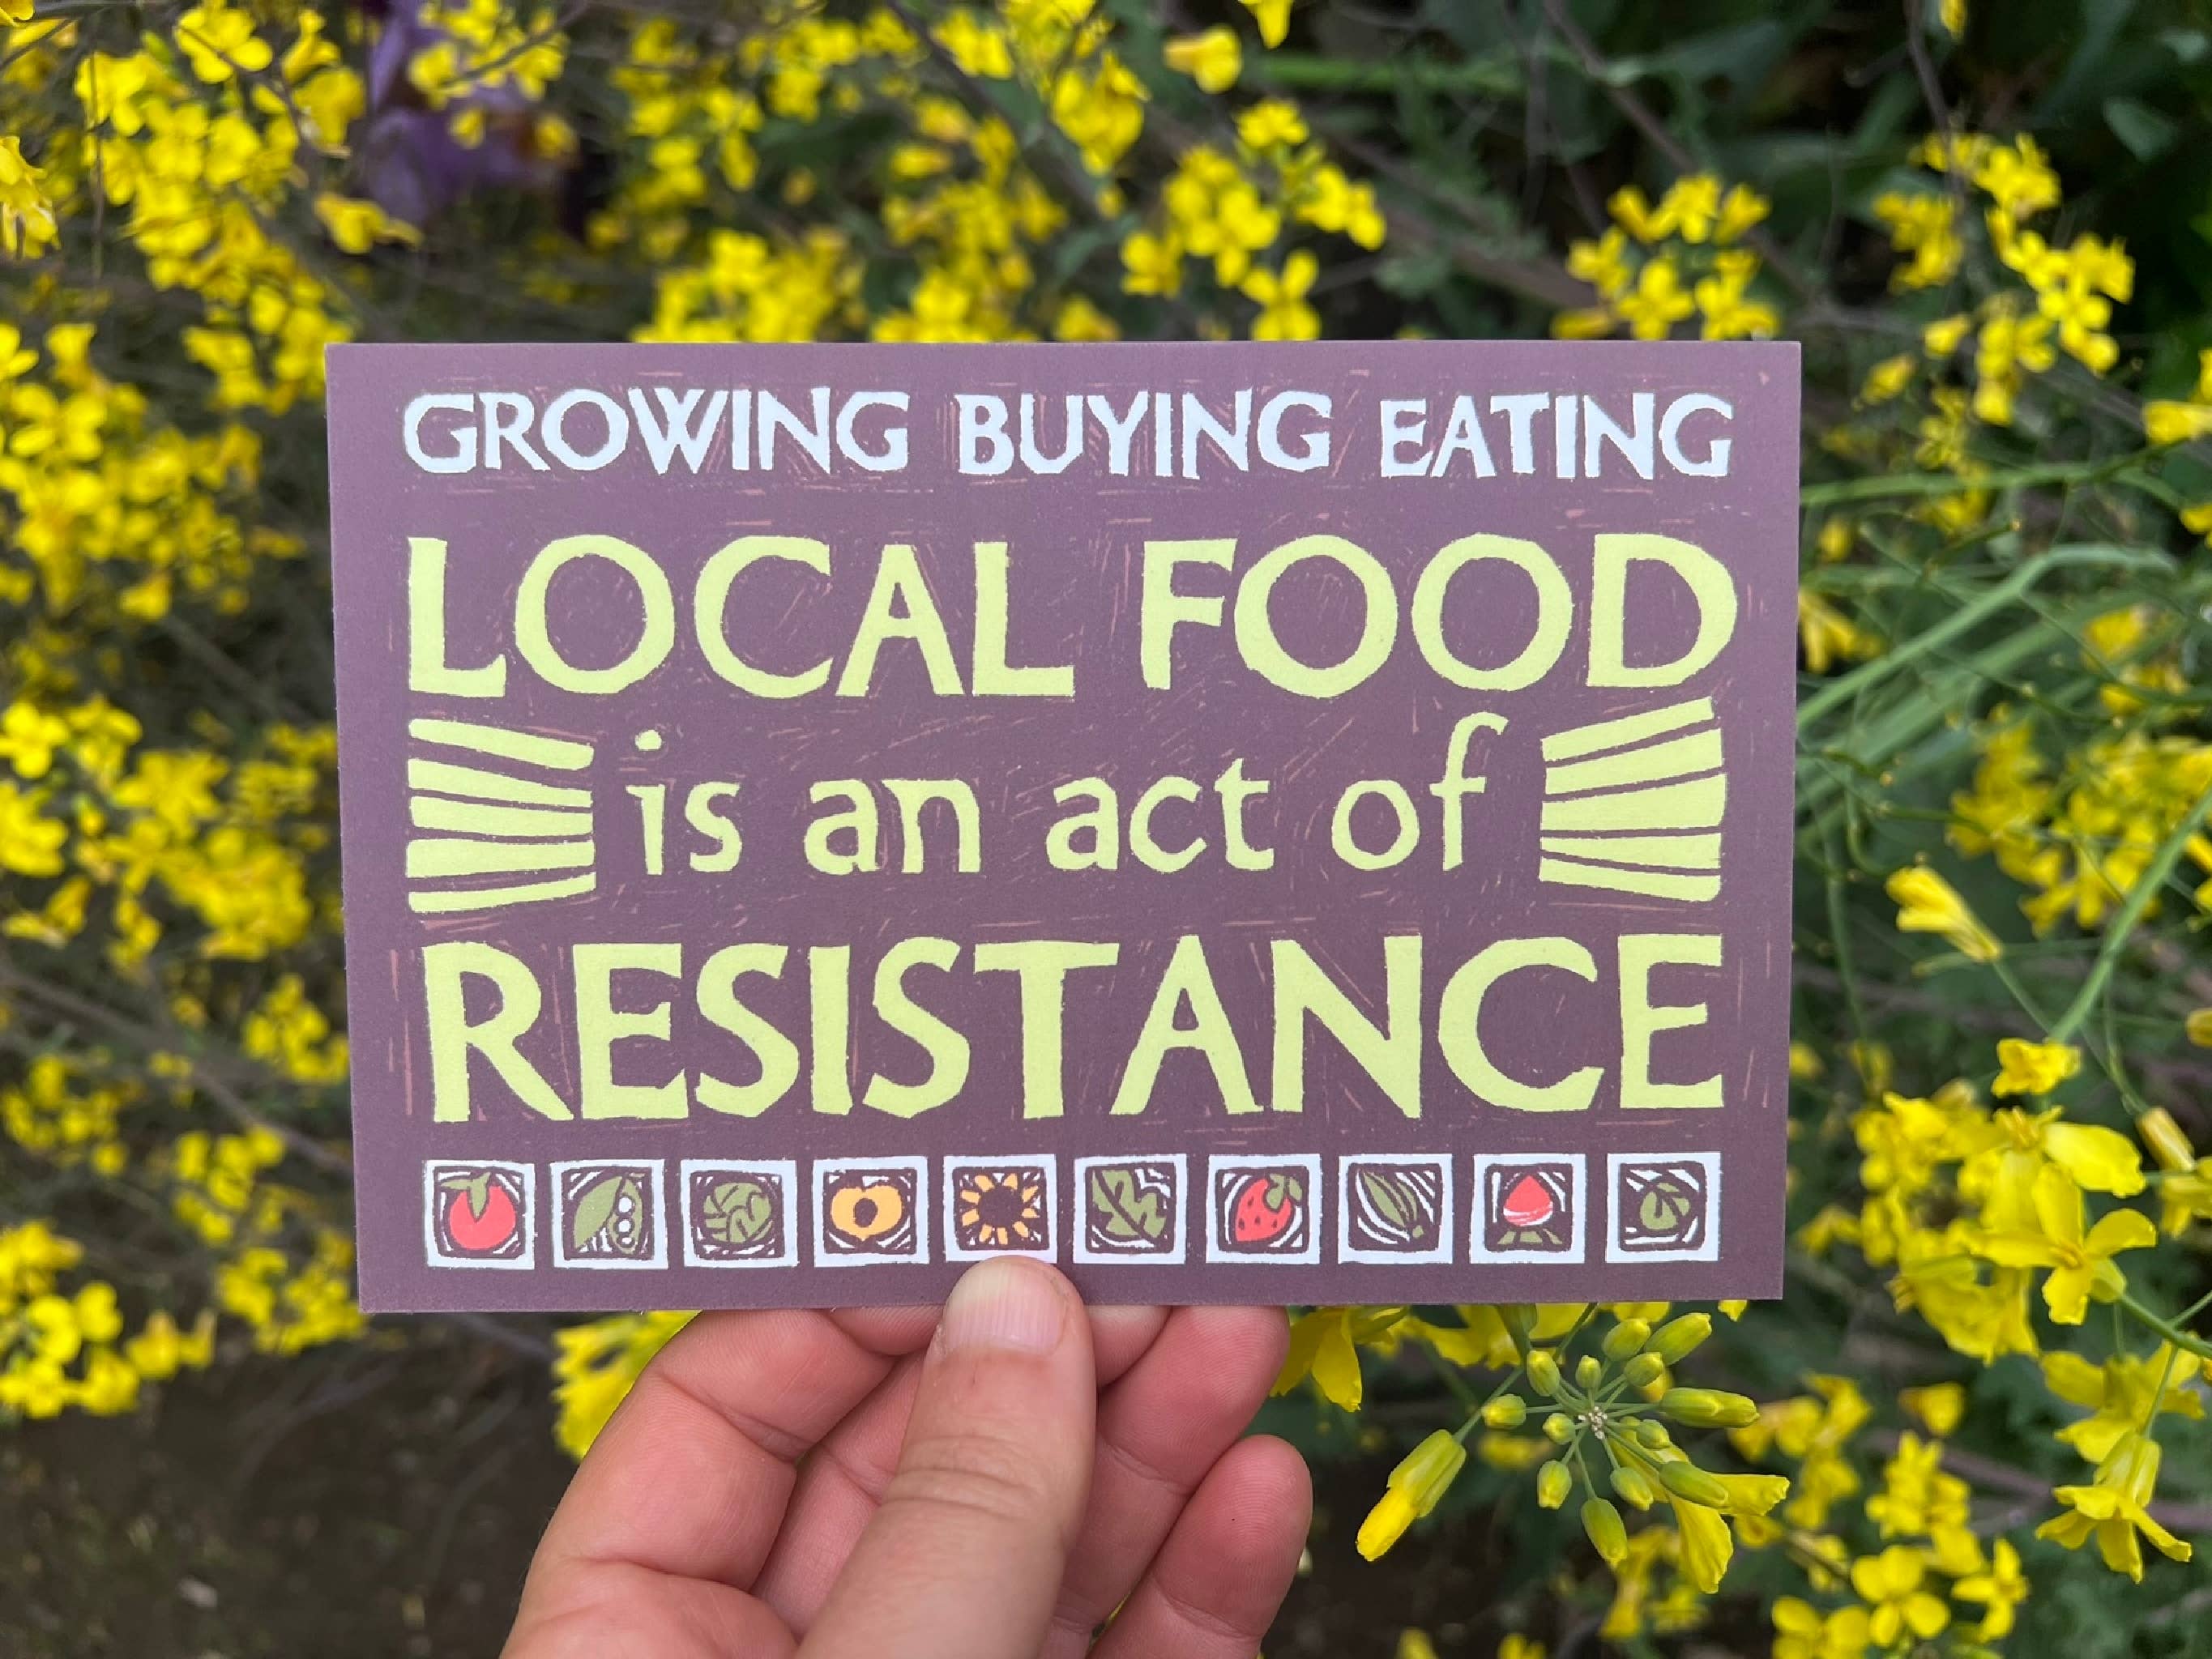 GROWING BUYING EATING
LOCAL FOOD
is an act of
RESISTANCE